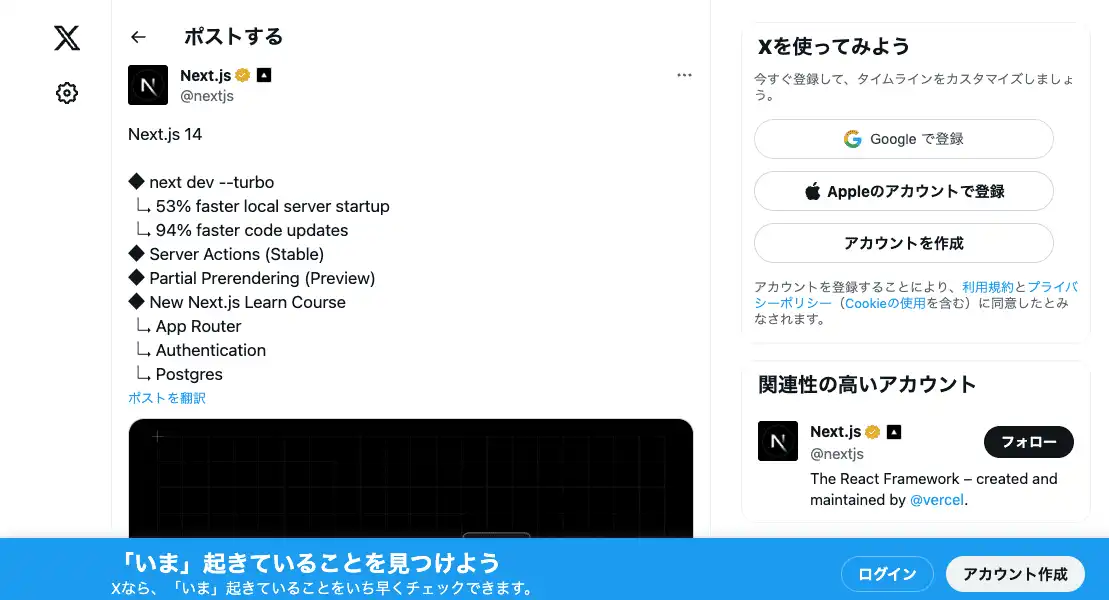 ポストする
Next.js
@nextjs
Next.js 14
◆ next dev --turbo
↳ 53% faster local server startup
↳ 94% faster code updates
◆ Server Actions (Stable)
◆ Partial Prerendering (Preview)
◆ New Next.js Learn Course
↳ App Router
↳ Authentication
↳ Postgres
ポストを翻訳
Xを使ってみよう
今すぐ登録して、タイムラインをカスタマイズしましょ
う。
Google で登録
Appleのアカウントで登録
アカウントを作成
アカウントを登録することにより、利用規約とプライバ
シーポリシー（Cookieの使用を含む）に同意したとみ
なされます。
関連性の高いアカウント
Next.js
@nextjs
フォロー
The React Framework – created and
maintained by @vercel.
「いま」起きていることを見つけよう
Xなら、「いま」起きていることをいち早くチェックできます。
ログイン
アカウント作成